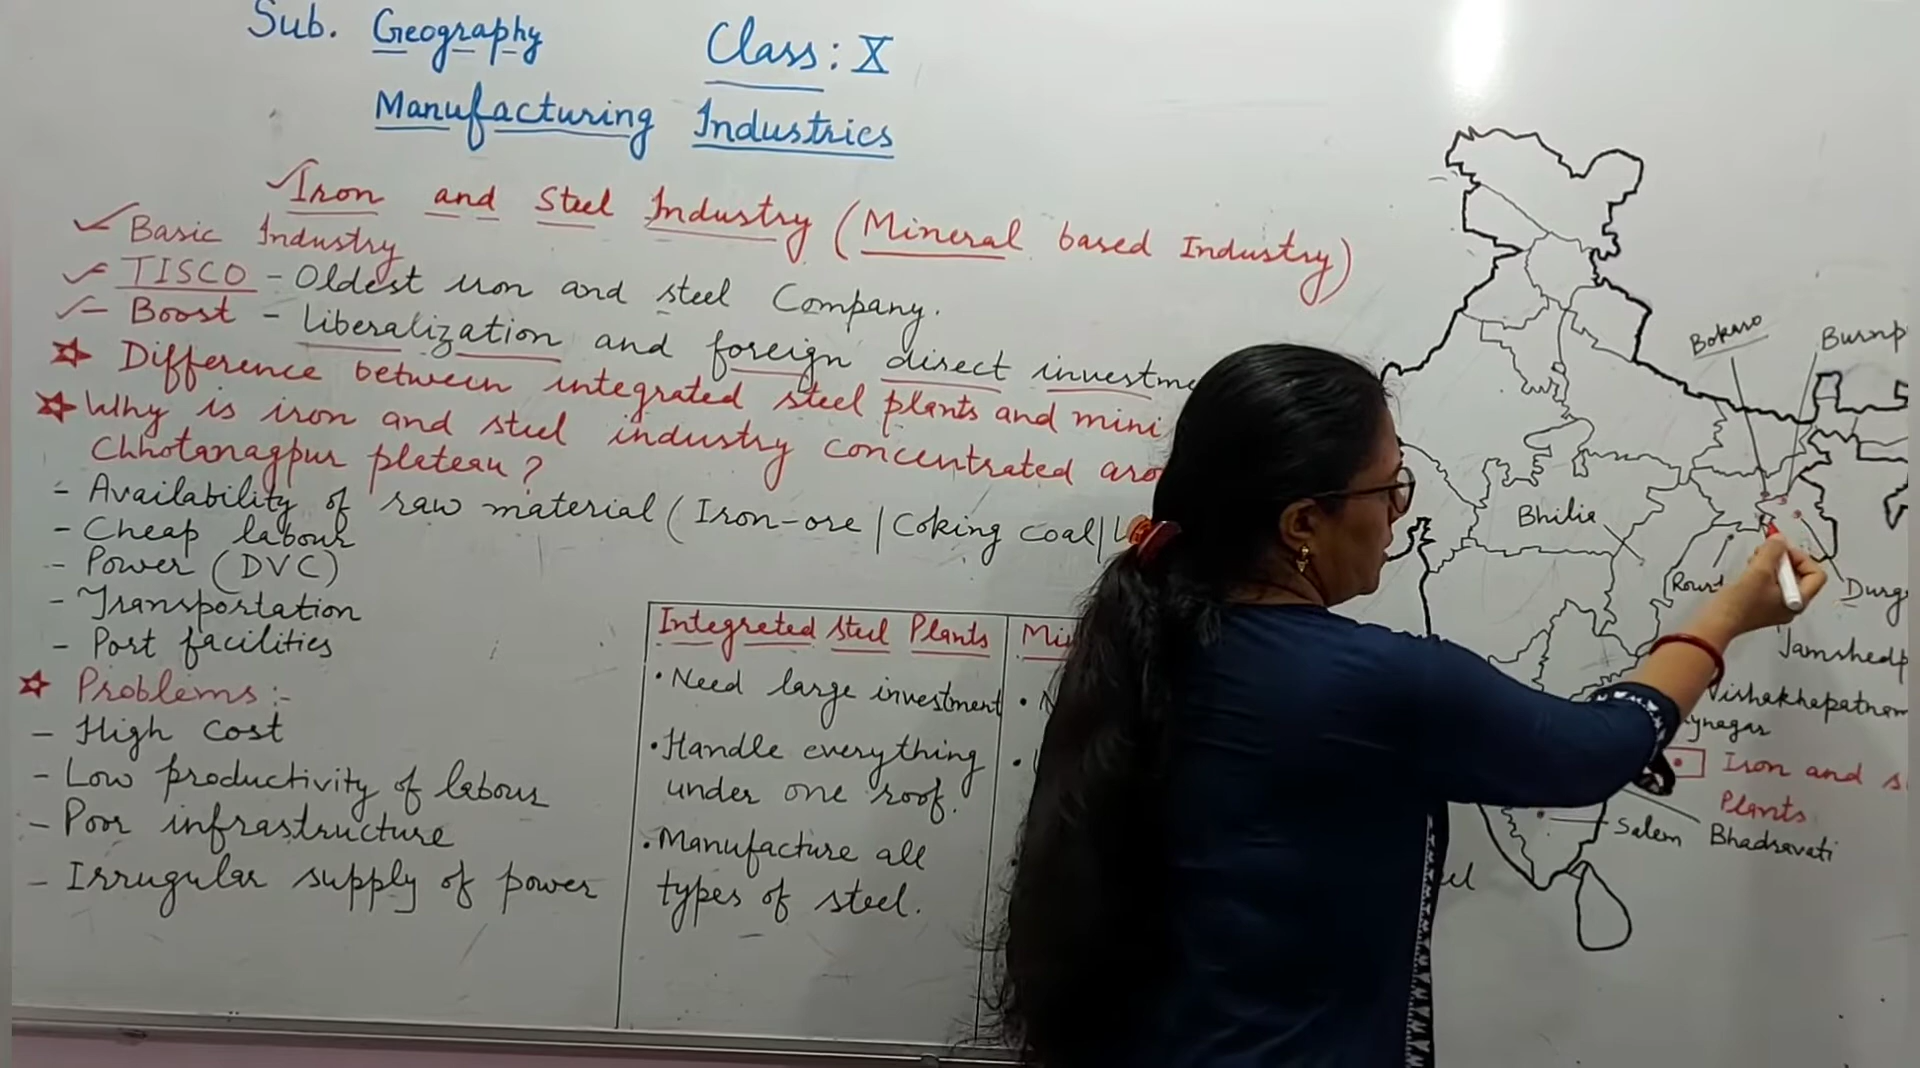 Sub. Geography Class: X
Manufacturing Industries
Iron and Steel Industry (Mineral based Industry)
Basic Industry
TISCO - Oldest iron and steel Company.
- Boost - liberalization and foreign direct
Difference between integrated steel plants and mini
Why is iron and steel industry concentrated
Chhotanagpur plateau?
- Availability of raw material (Iron-ore | Coking coal |
- Cheap labour
- Power (DVC)
- Transportation
- Port facilities
Problems:-
- High Cost
- Low productivity of labour
- Poor infrastructure
- Irrugular supply of power
Integreted steel Plants
• Need large investment
• Handle everything
under one roof.
• Manufacture all
types of steel.
Bokaro
Bhilia
Salem
Bhadravati
Vishakhapatnam
Iron and
Plants